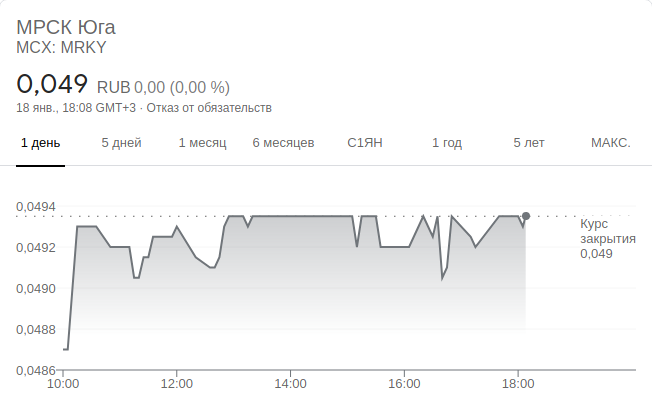 МРСК Юга
MCX: MRKY
0,049 RUB 0,00 (0,00 %)
18 янв., 18:08 GMT+3 · Отказ от обязательств
1 день 5 дней 1 месяц 6 месяцев С1ЯН 1 год 5 лет МАКС.
0,0494
Курс
закрытия
0,049
0,0492
0,0490
0,0488
0,0486
10:00 12:00 14:00 16:00 18:00